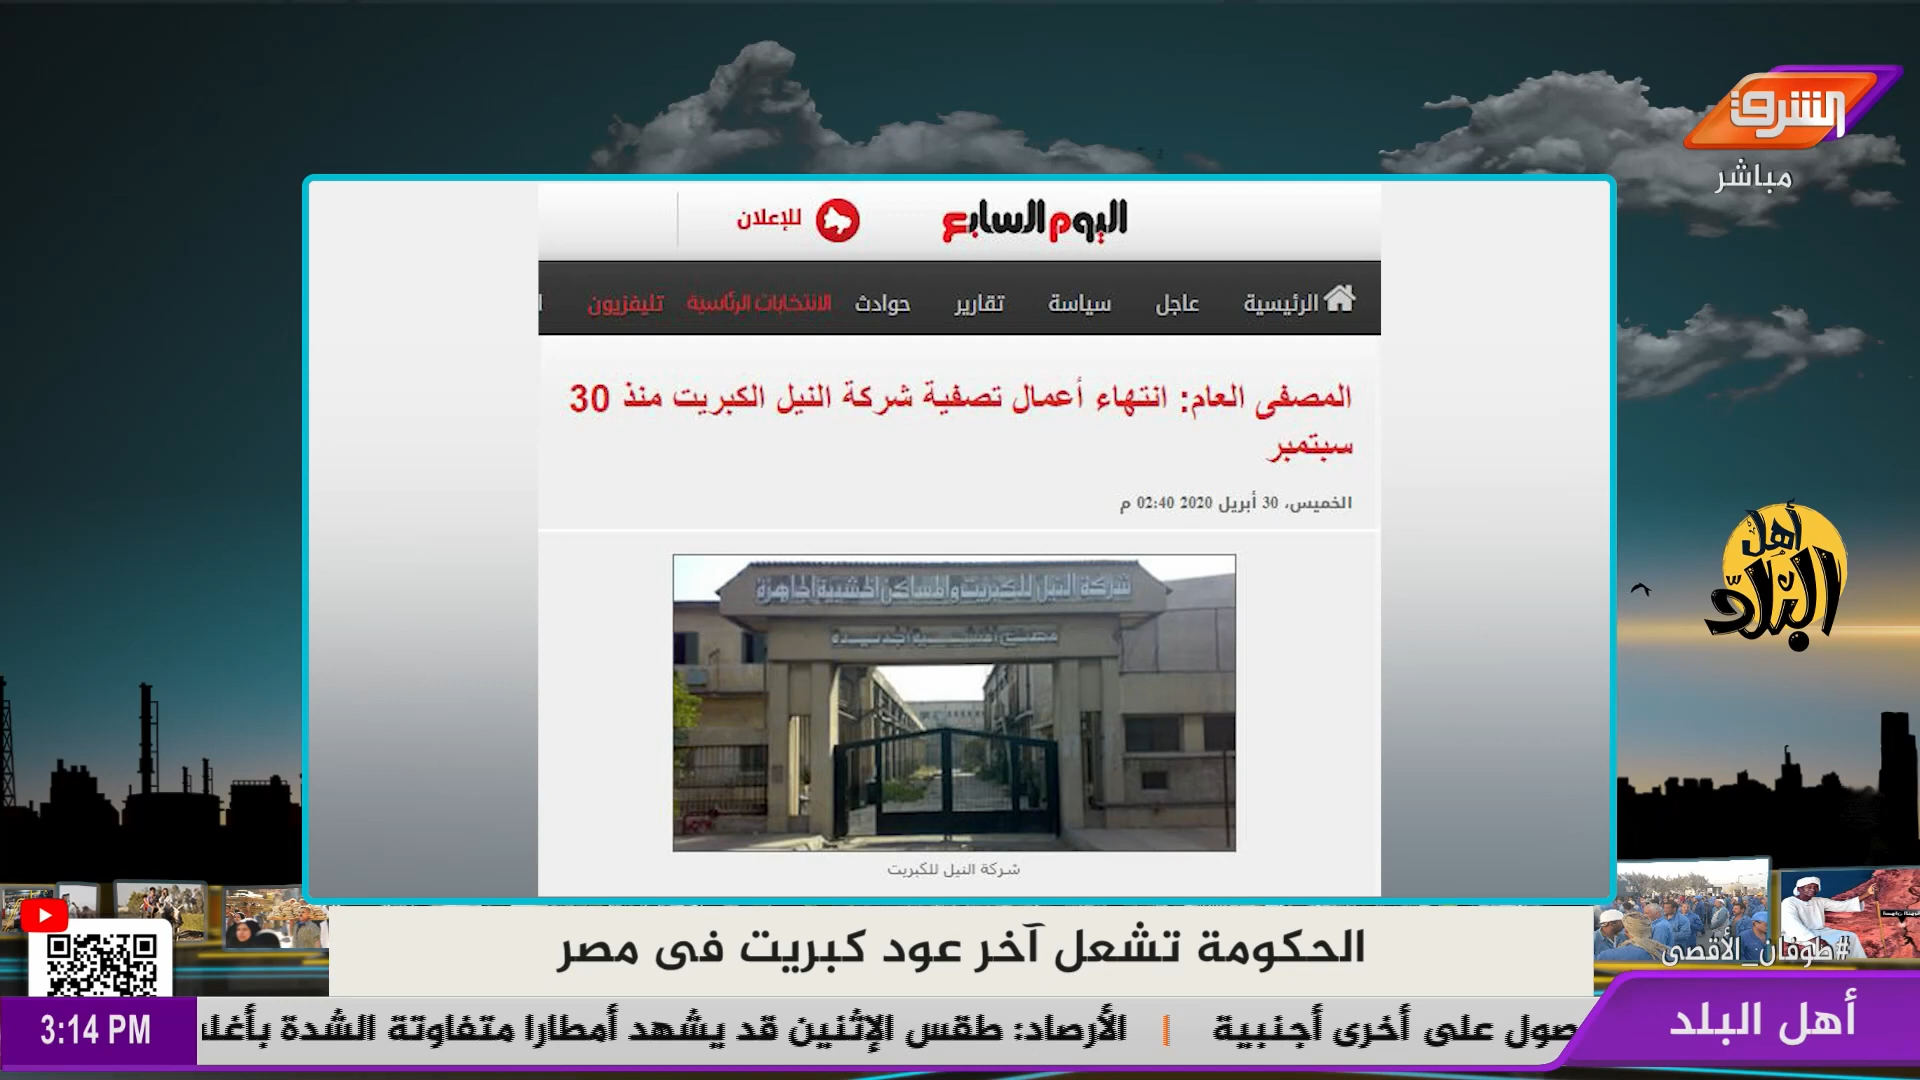 الشرق
مباشر
اليوم السابع
للإعلان
الرئيسية عاجل سياسة تقارير حوادث الانتخابات الرئاسية تليفزيون
المصفى العام: انتهاء أعمال تصفية شركة النيل الكبريت منذ 30
سبتمبر
الخميس، 30 أبريل 2020 02:40 م
شركة النيل للكبريت والمساكن الخشبية الجاهزة
شركة النيل للكبريت
أهل
البلد
#طوفان_الأقصى
الحكومة تشعل آخر عود كبريت فى مصر
أهل البلد
على أخرى أجنبية | الأرصاد: طقس الإثنين قد يشهد أمطارا متفاوتة الشدة
3:14 PM